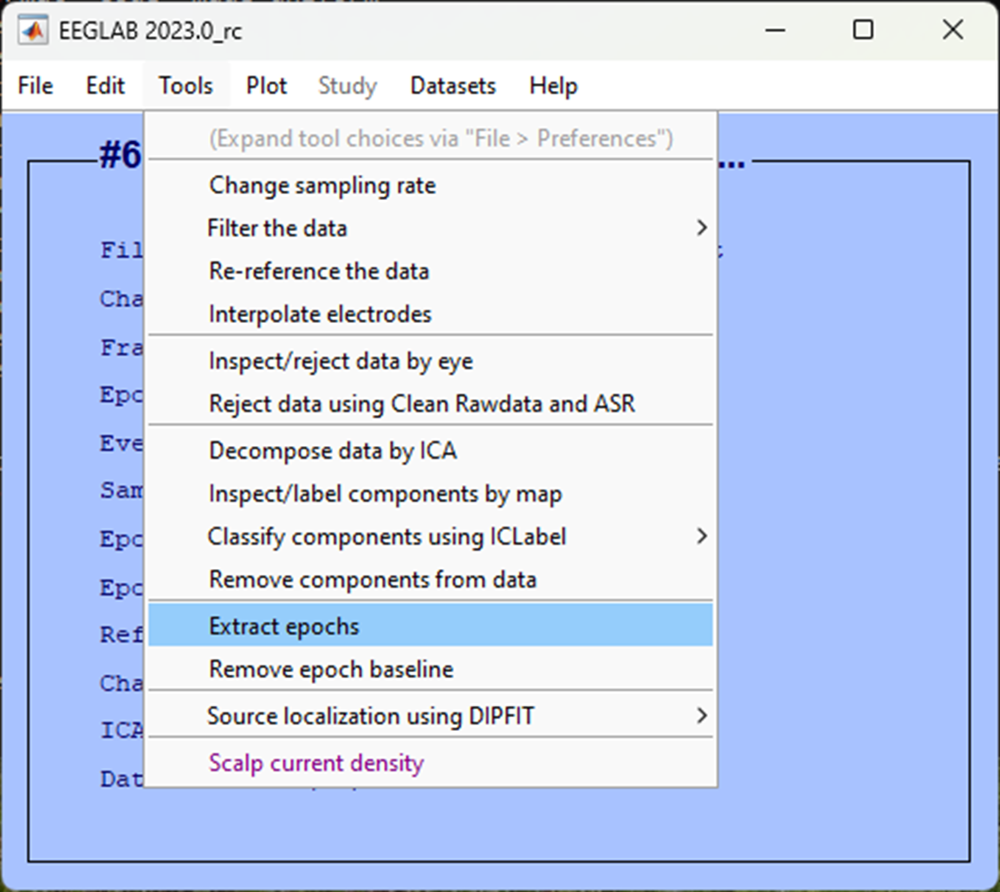 EEGLAB 2023.0_rc
File Edit Tools Plot Study Datasets Help
(Expand tool choices via "File > Preferences")
#6 ...
Change sampling rate
Filter the data
Fil
Re-reference the data
Cha
Interpolate electrodes
Fra
Inspect/reject data by eye
Epo
Reject data using Clean Rawdata and ASR
Eve
Decompose data by ICA
Sam
Inspect/label components by map
Epo
Classify components using ICLabel
Epo
Remove components from data
Ref
Extract epochs
Cha
Remove epoch baseline
ICA
Source localization using DIPFIT
Dat
Scalp current density